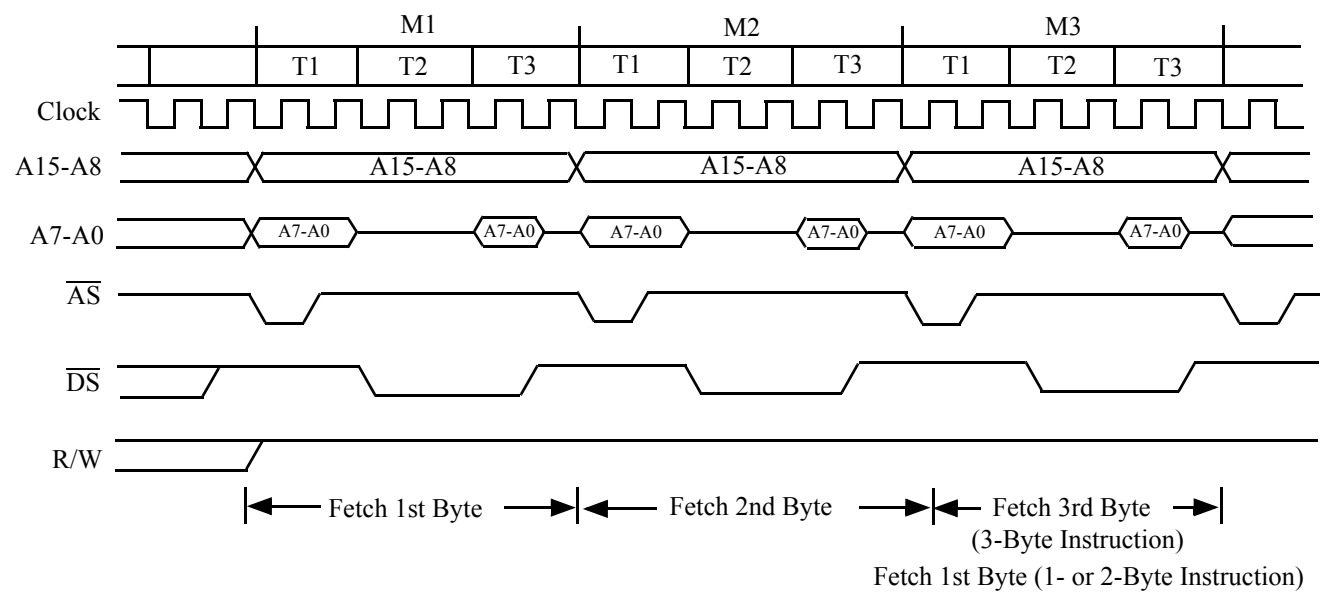 M1 M2 M3
T1 T2 T3 T1 T2 T3 T1 T2 T3
Clock
A15-A8 A15-A8 A15-A8 A15-A8
A7-A0 A7-A0 A7-A0 A7-A0 A7-A0 A7-A0 A7-A0
AS
DS
R/W
Fetch 1st Byte Fetch 2nd Byte Fetch 3rd Byte
(3-Byte Instruction)
Fetch 1st Byte (1- or 2-Byte Instruction)